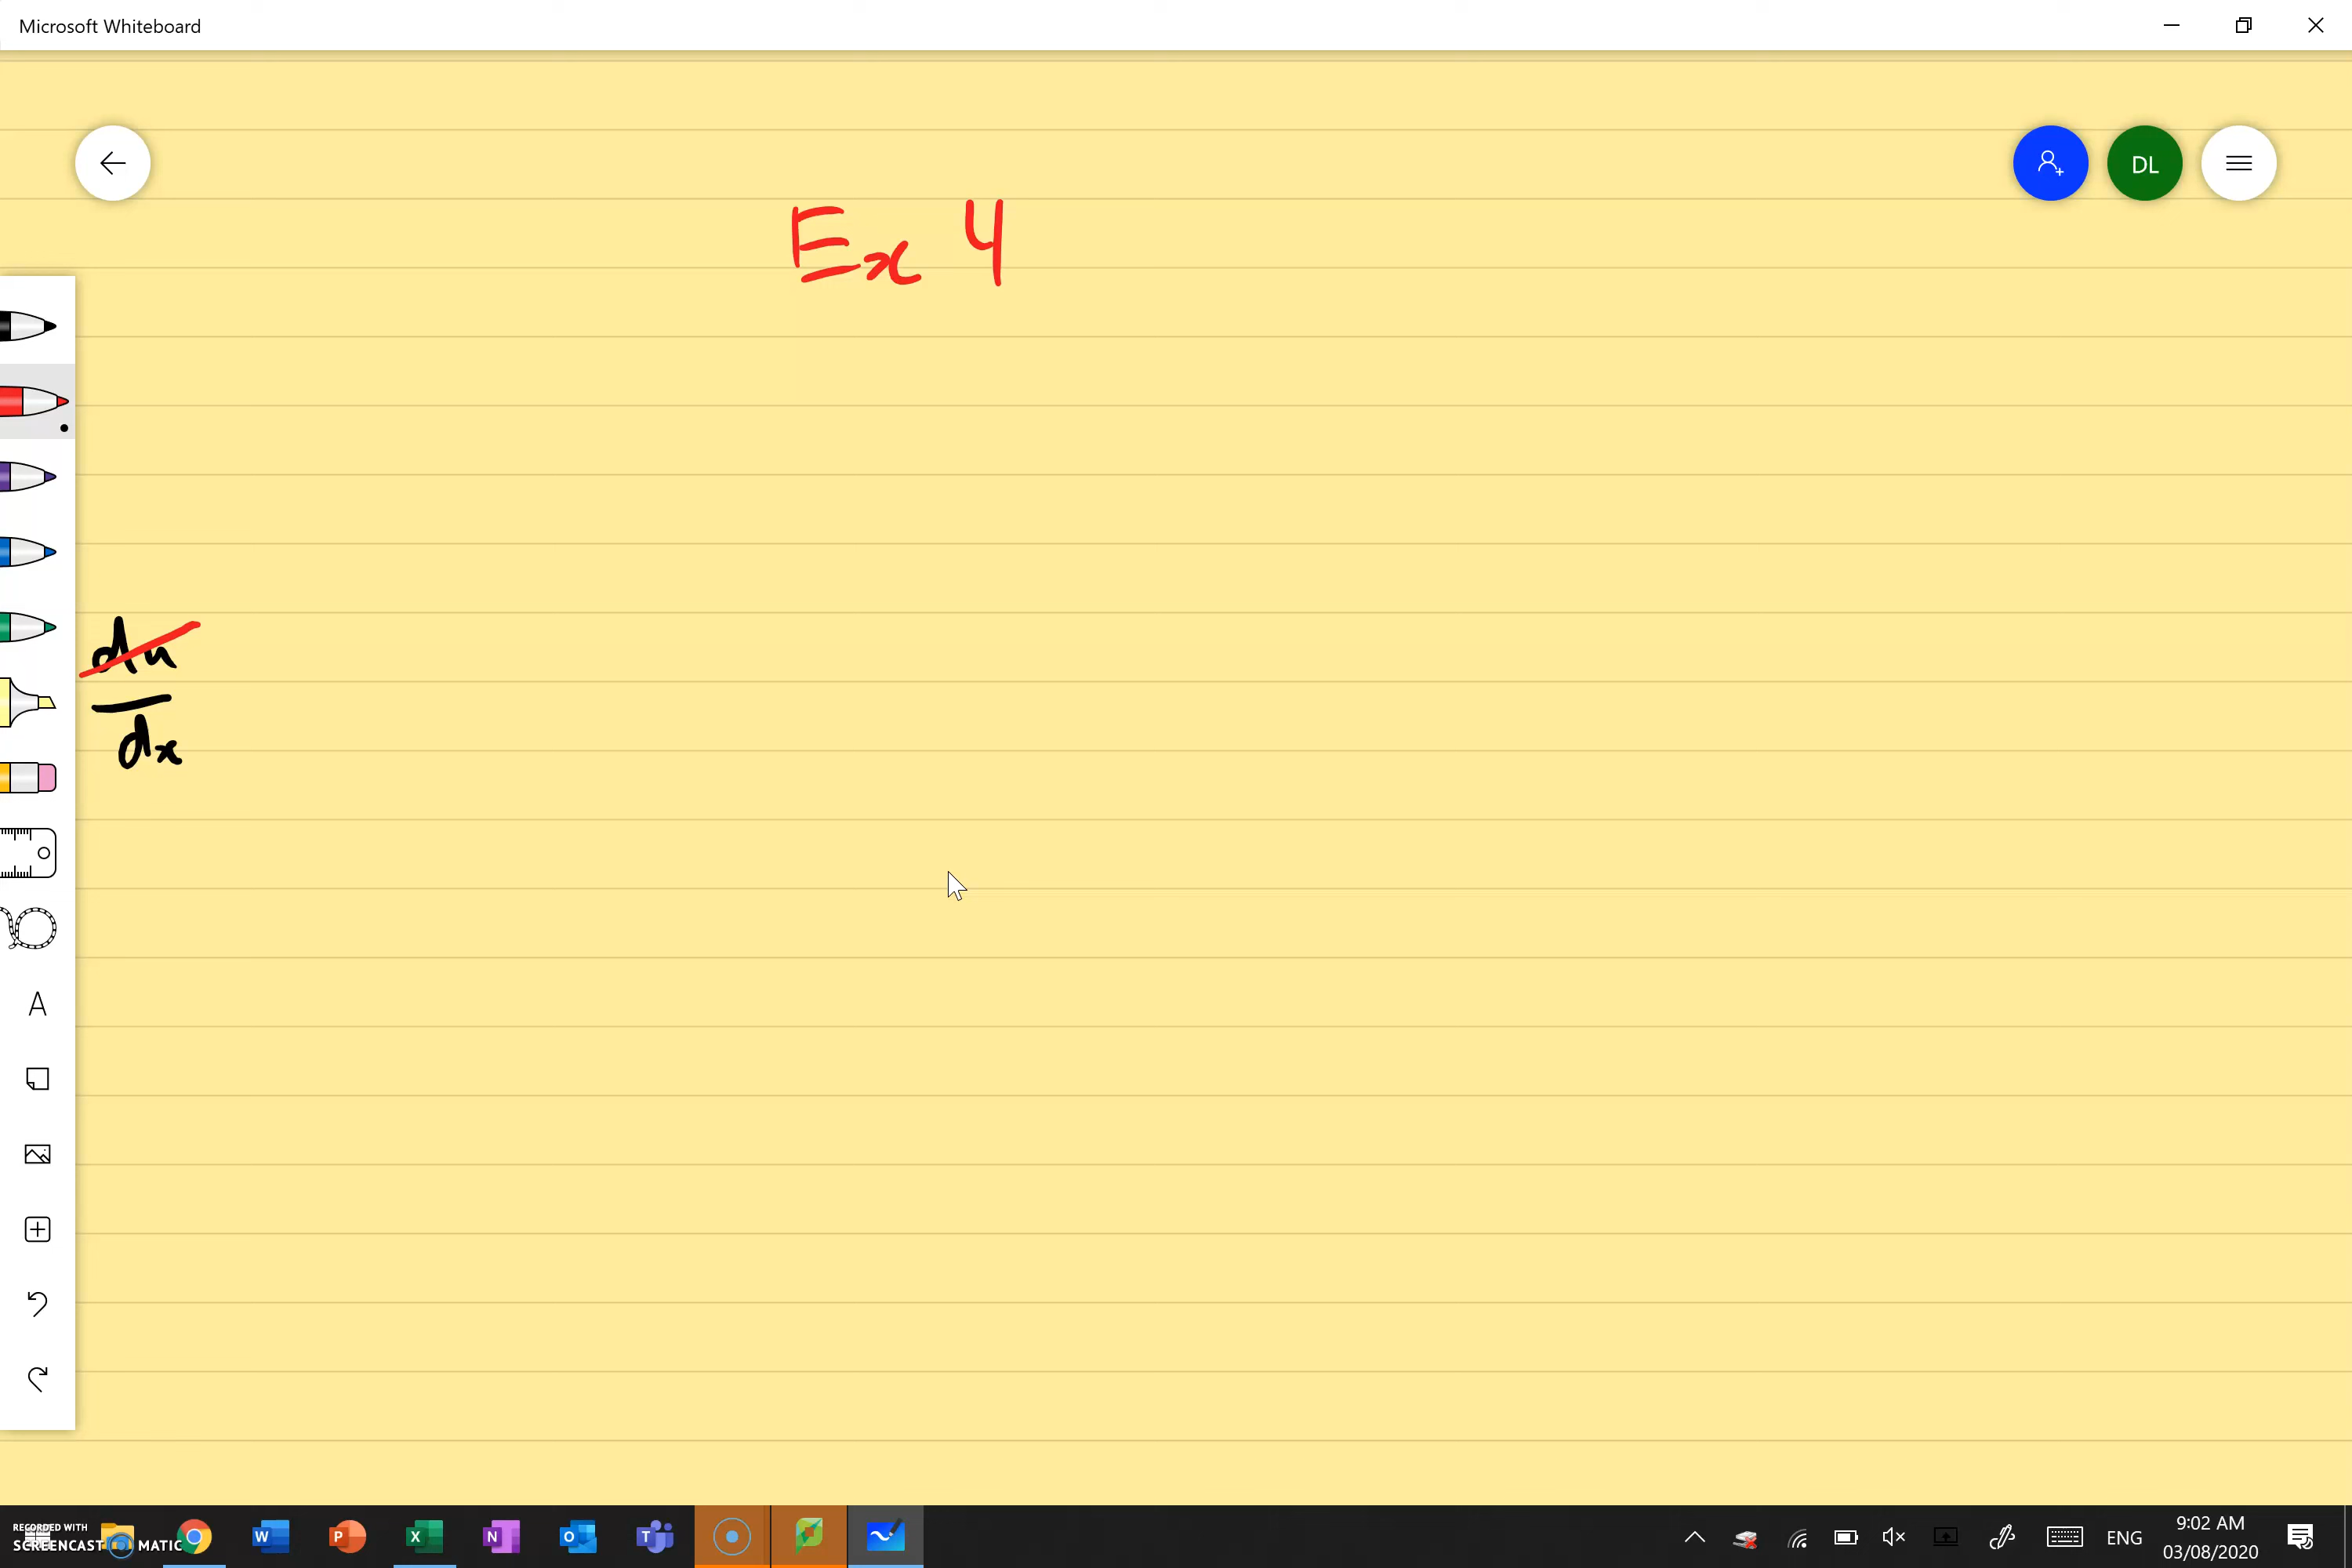 Microsoft Whiteboard
DL
Ex 4
du
dx
A
RECORDED WITH
SCREENCAST MATIC
W
P
X
N
O
T
ENG
9:02 AM
03/08/2020